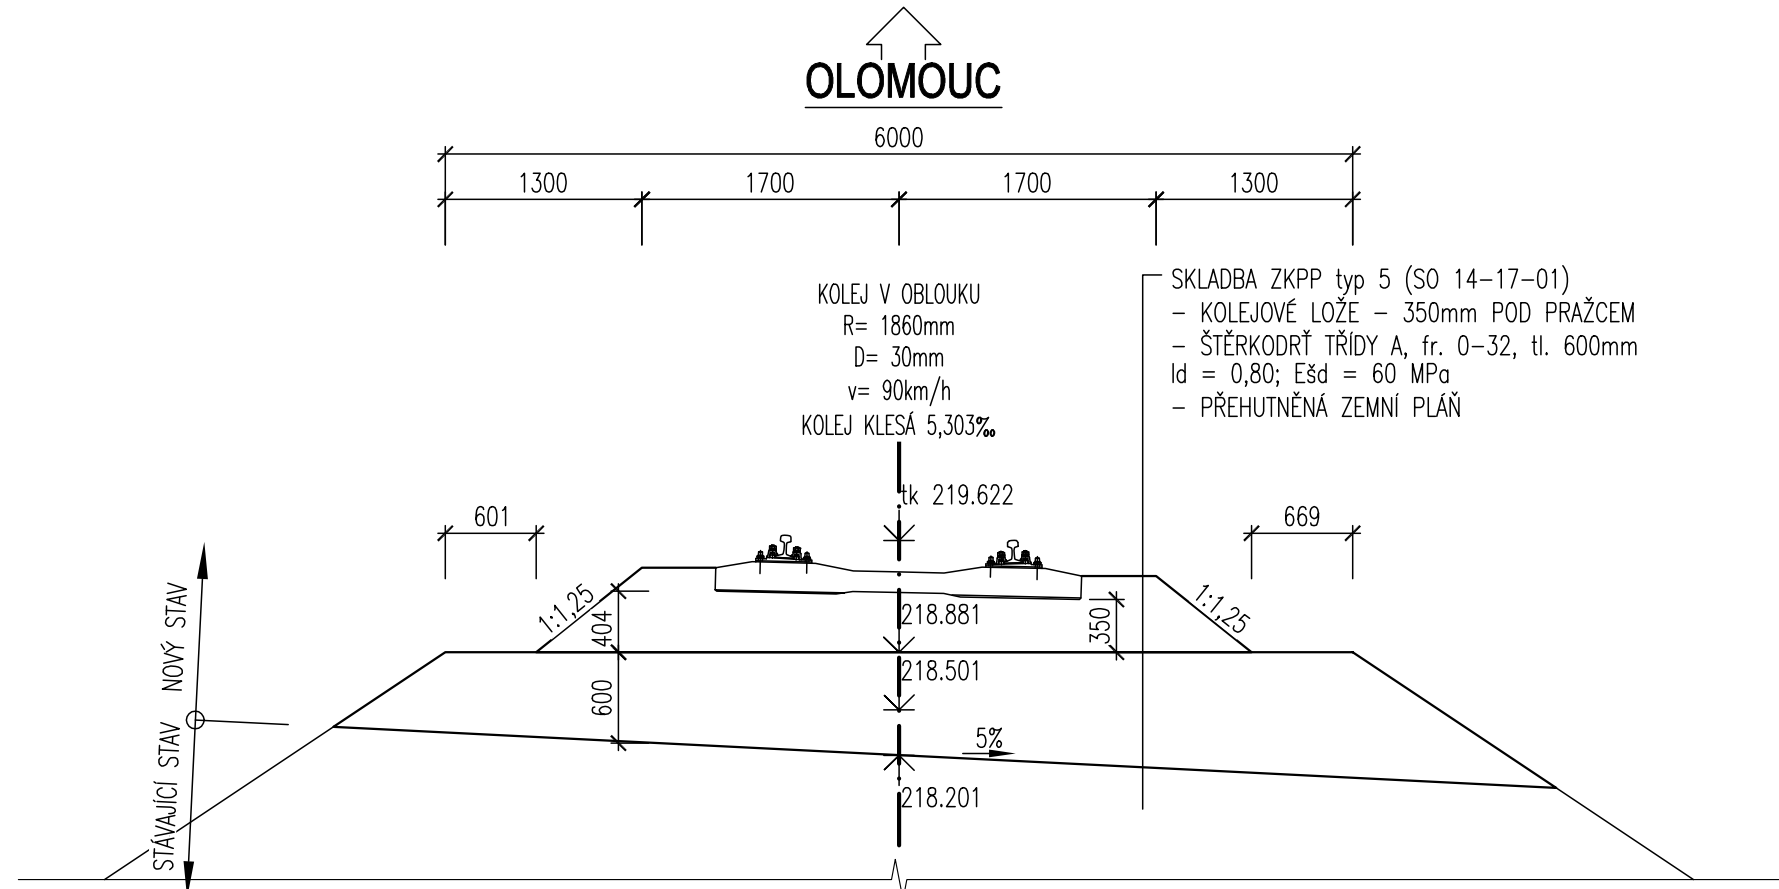 OLOMOUC
6000
1300
1700
1700
1300
KOLEJ V OBLOUKU
R= 1860mm
D= 30mm
v= 90km/h
KOLEJ KLESÁ 5,303‰
SKLADBA ZKPP typ 5 (SO 14-17-01)
- KOLEJOVÉ LOŽE - 350mm POD PRAŽCEM
- ŠTĚRKODRŤ TŘÍDY A, fr. 0-32, tl. 600mm
Id = 0,80; Ešd = 60 MPa
- PŘEHUTNĚNÁ ZEMNÍ PLÁŇ
tk 219.622
601
669
1:1,25
404
218.881
350
1:1,25
600
218.501
5%
218.201
NOVÝ STAV
STÁVAJÍCÍ STAV